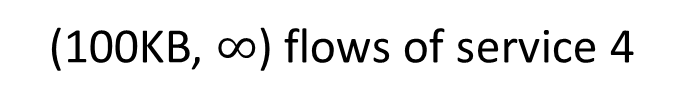 (100KB, ∞) flows of service 4